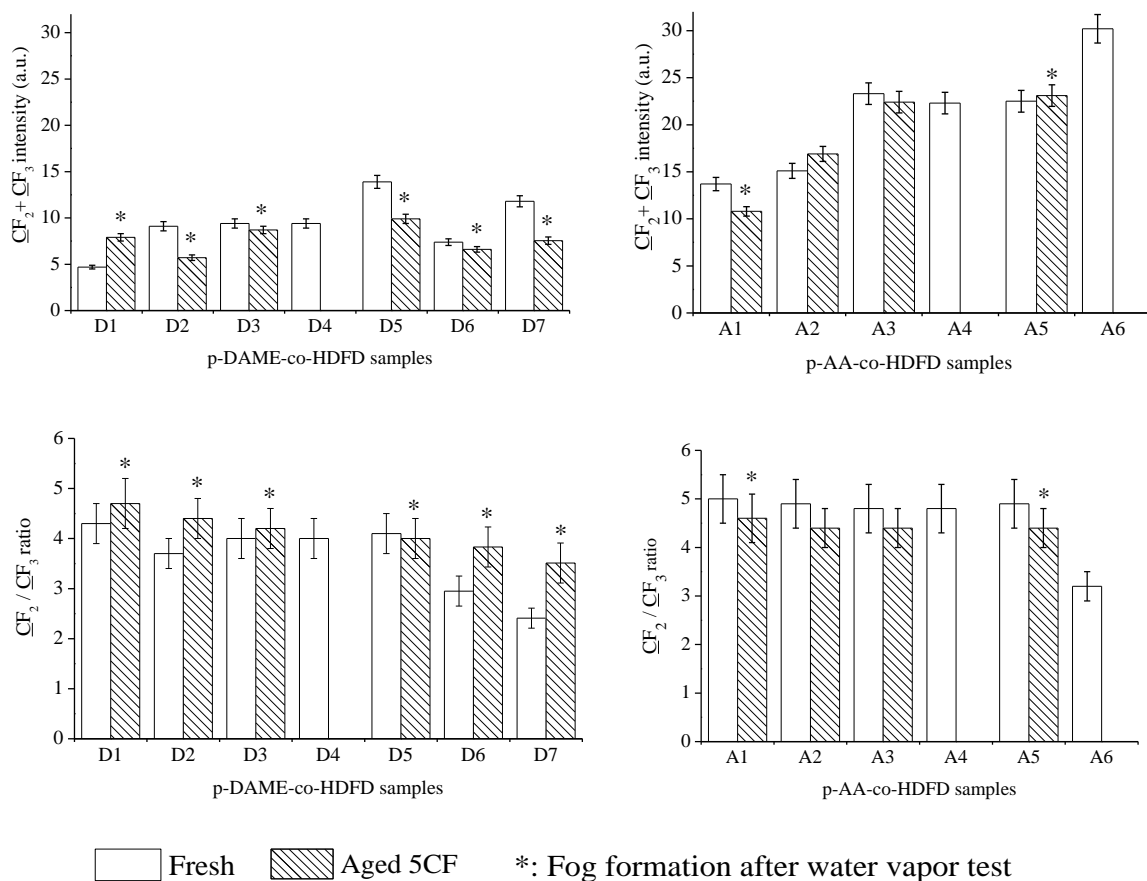 CF₂ + CF₃ intensity (a.u.)
30
25
20
15
10
5
0
* * * * * *
D1 D2 D3 D4 D5 D6 D7
p-DAME-co-HDFD samples
CF₂ + CF₃ intensity (a.u.)
30
25
20
15
10
5
0
* *
A1 A2 A3 A4 A5 A6
p-AA-co-HDFD samples
CF₂ / CF₃ ratio
6
5
4
3
2
1
0
* * * * * *
D1 D2 D3 D4 D5 D6 D7
p-DAME-co-HDFD samples
CF₂ / CF₃ ratio
6
5
4
3
2
1
0
* *
A1 A2 A3 A4 A5 A6
p-AA-co-HDFD samples
Fresh Aged 5CF *: Fog formation after water vapor test